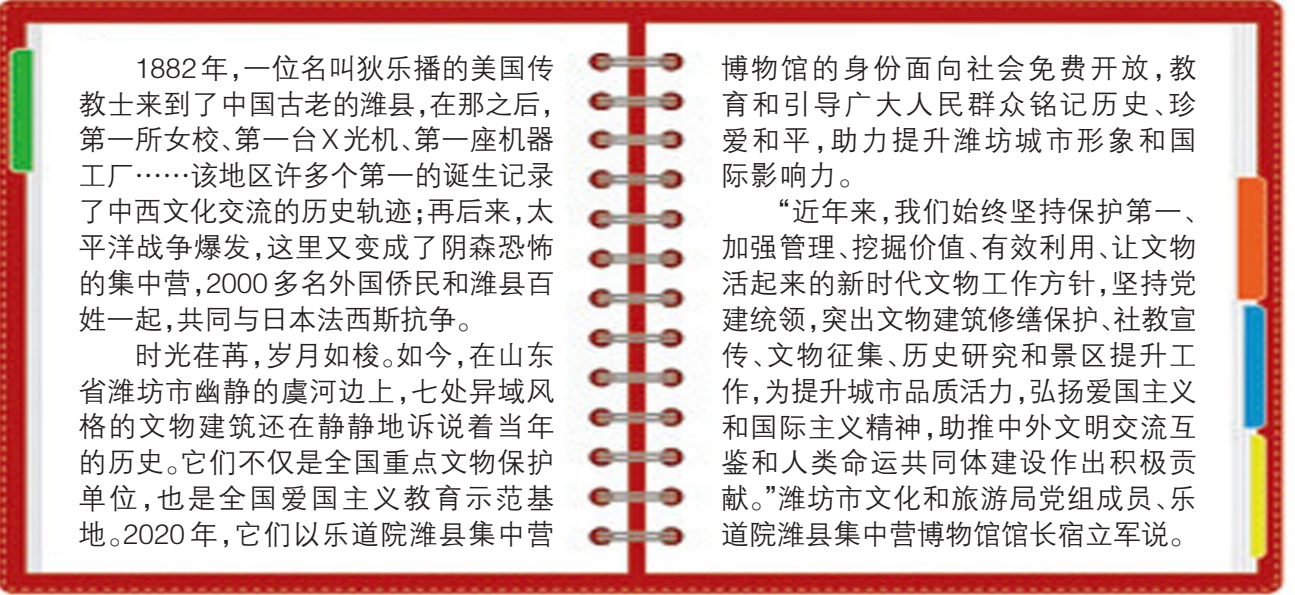 1882年，一位名叫狄乐播的美国传
教士来到了中国古老的潍县，在那之后，
第一所女校、第一台X光机、第一座机器
工厂……该地区许多个第一的诞生记录
了中西文化交流的历史轨迹；再后来，太
平洋战争爆发，这里又变成了阴森恐怖
的集中营，2000多名外国侨民和潍县百
姓一起，共同与日本法西斯抗争。
时光荏苒，岁月如梭。如今，在山东
省潍坊市幽静的虞河边上，七处异域风
格的文物建筑还在静静地诉说着当年
的历史。它们不仅是全国重点文物保护
单位，也是全国爱国主义教育示范基
地。2020年，它们以乐道院潍县集中营
博物馆的身份面向社会免费开放，教
育和引导广大人民群众铭记历史、珍
爱和平，助力提升潍坊城市形象和国
际影响力。
“近年来，我们始终坚持保护第一、
加强管理、挖掘价值、有效利用、让文物
活起来的新时代文物工作方针，坚持党
建统领，突出文物建筑修缮保护、社教宣
传、文物征集、历史研究和景区提升工
作，为提升城市品质活力，弘扬爱国主义
和国际主义精神，助推中外文明交流互
鉴和人类命运共同体建设作出积极贡
献。”潍坊市文化和旅游局党组成员、乐
道院潍县集中营博物馆馆长宿立军说。